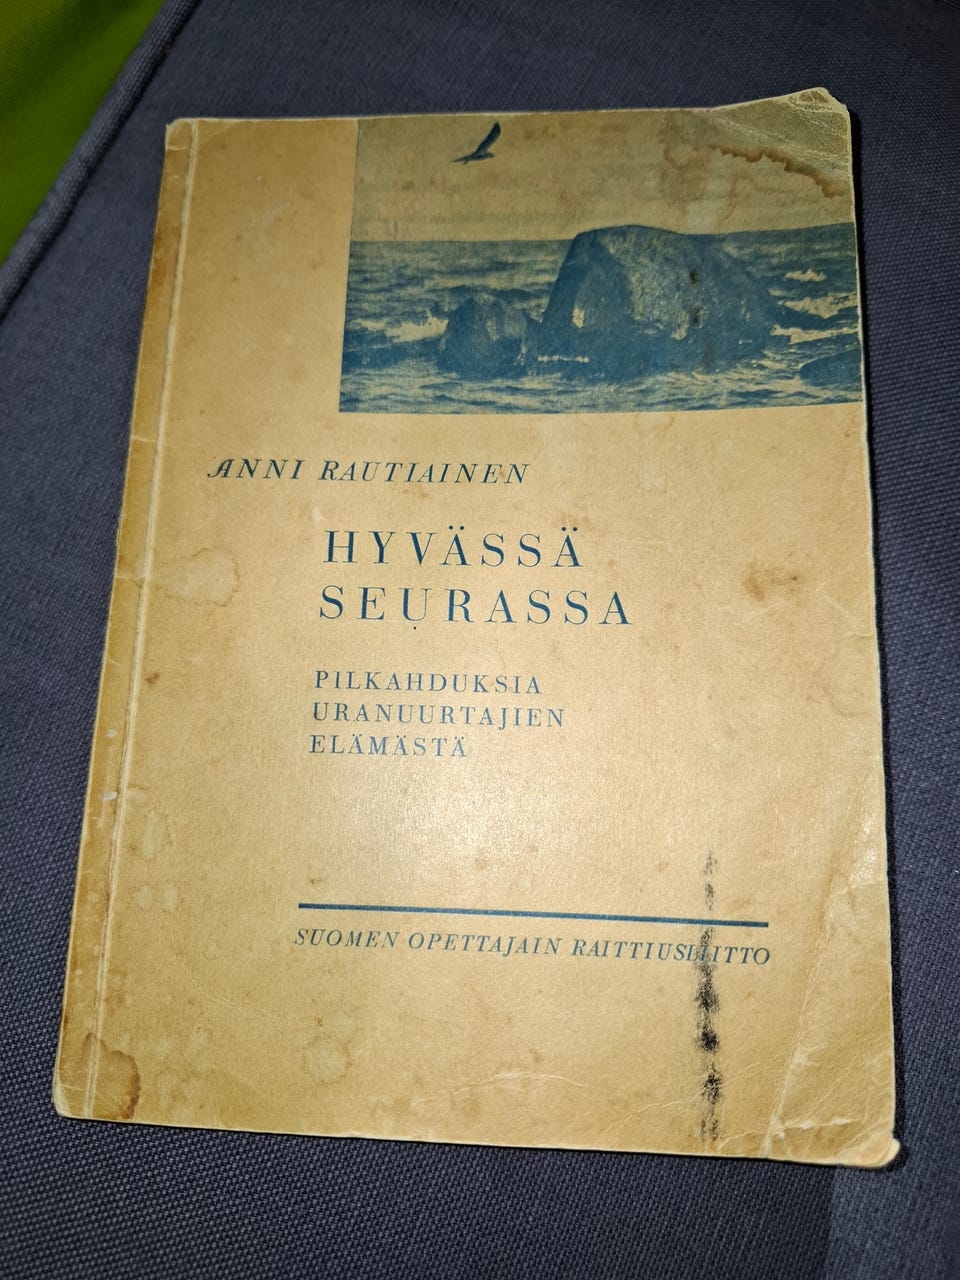 ANNI RAUTIAINEN
HYVÄSSÄ
SEURASSA
PILKAHDUKSIA
URANUURTAJIEN
ELÄMÄSTÄ
SUOMEN OPETTAJAIN RAITTIUSLIITTO